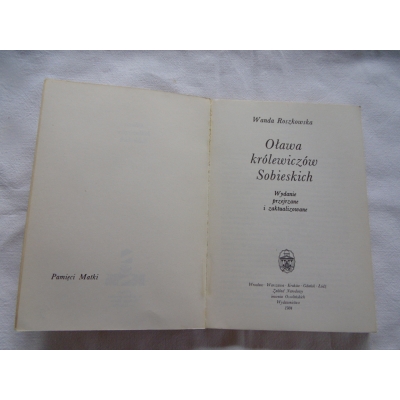 Pamięci Matki
Wanda Roszkowska
Oława
królewiczów
Sobieskich
Wydanie
przejrzane
i zaktualizowane
Wrocław Warszawa Kraków Gdańsk Łódź
Zakład Narodowy
imienia Ossolińskich
Wydawnictwo